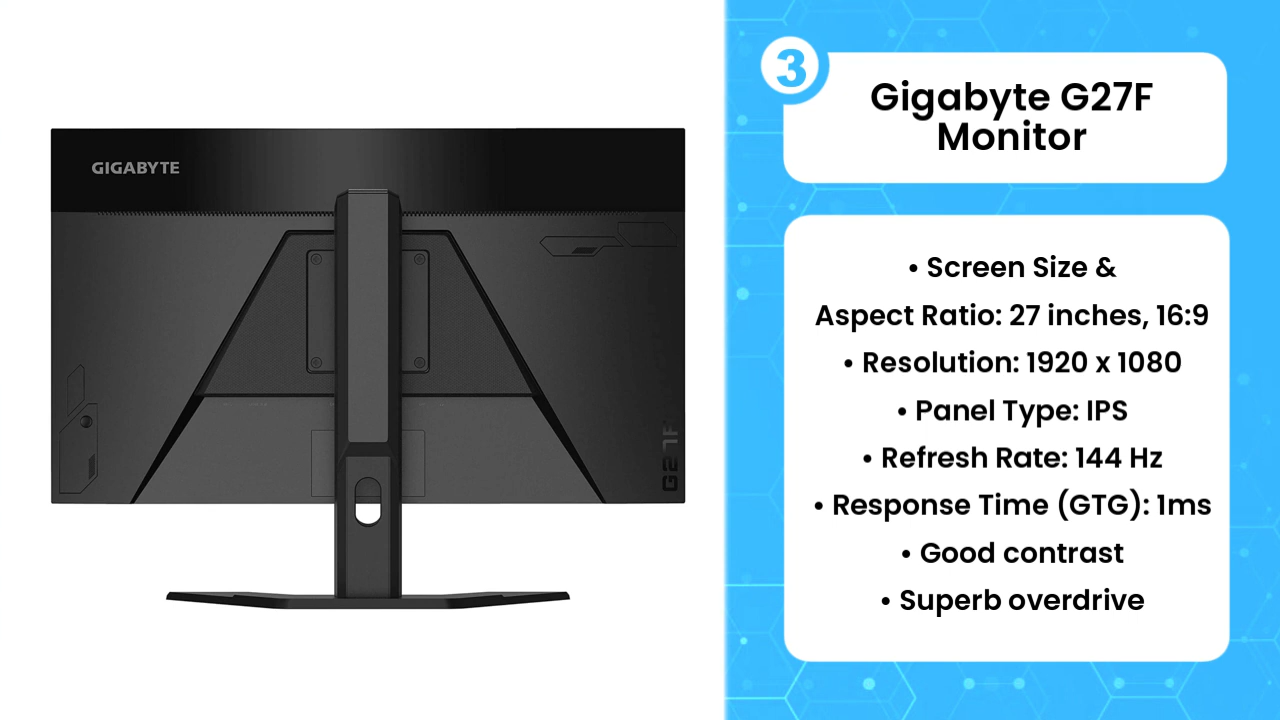 GIGABYTE
G27F
3
Gigabyte G27F
Monitor
• Screen Size &
Aspect Ratio: 27 inches, 16:9
• Resolution: 1920 x 1080
• Panel Type: IPS
• Refresh Rate: 144 Hz
• Response Time (GTG): 1ms
• Good contrast
• Superb overdrive